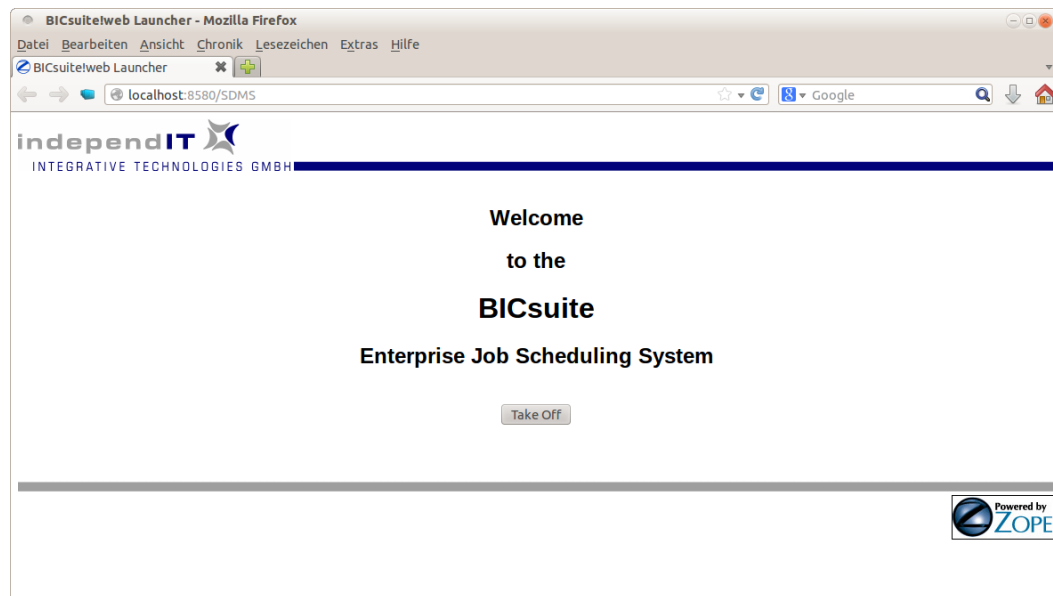 BICsuite!web Launcher - Mozilla Firefox
Datei Bearbeiten Ansicht Chronik Lesezeichen Extras Hilfe
BICsuite!web Launcher
localhost:8580/SDMS
8 Google
independIT
INTEGRATIVE TECHNOLOGIES GMBH
Welcome
to the
BICsuite
Enterprise Job Scheduling System
Take Off
Powered by
ZOPE